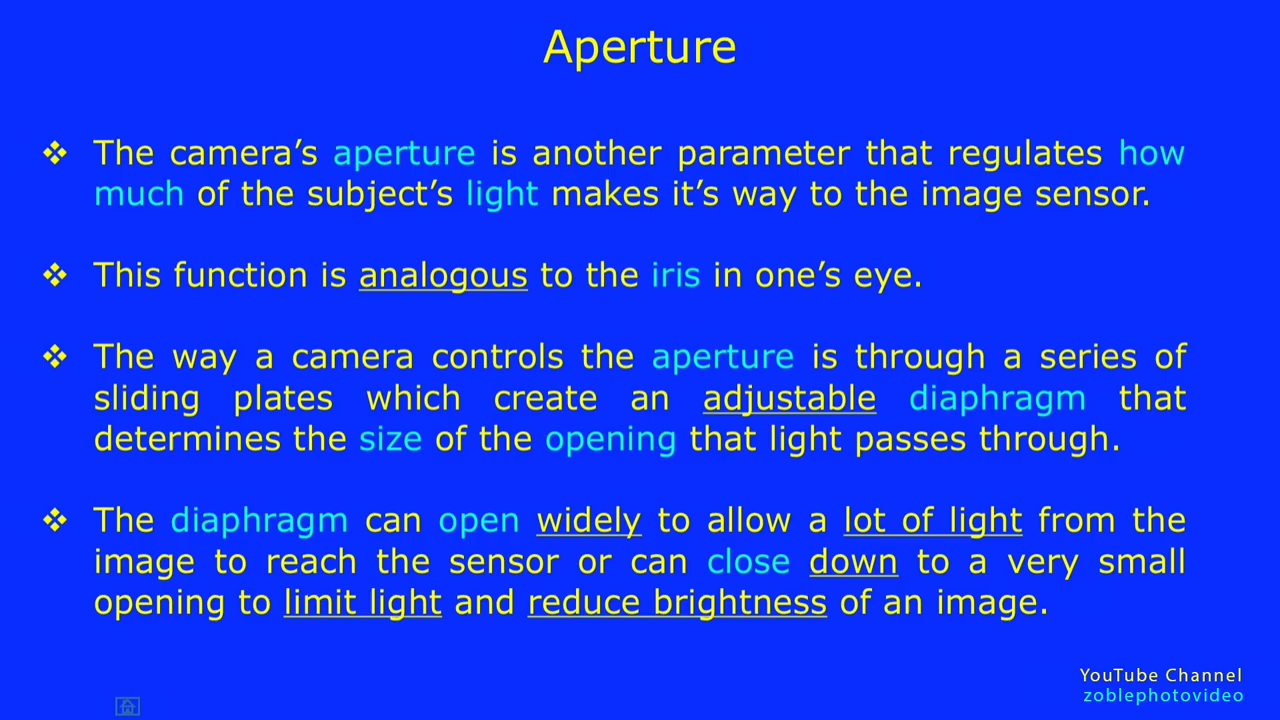 Aperture
❖ The camera’s aperture is another parameter that regulates how
much of the subject’s light makes it’s way to the image sensor.
❖ This function is analogous to the iris in one’s eye.
❖ The way a camera controls the aperture is through a series of
sliding plates which create an adjustable diaphragm that
determines the size of the opening that light passes through.
❖ The diaphragm can open widely to allow a lot of light from the
image to reach the sensor or can close down to a very small
opening to limit light and reduce brightness of an image.
YouTube Channel
zoblephotovideo